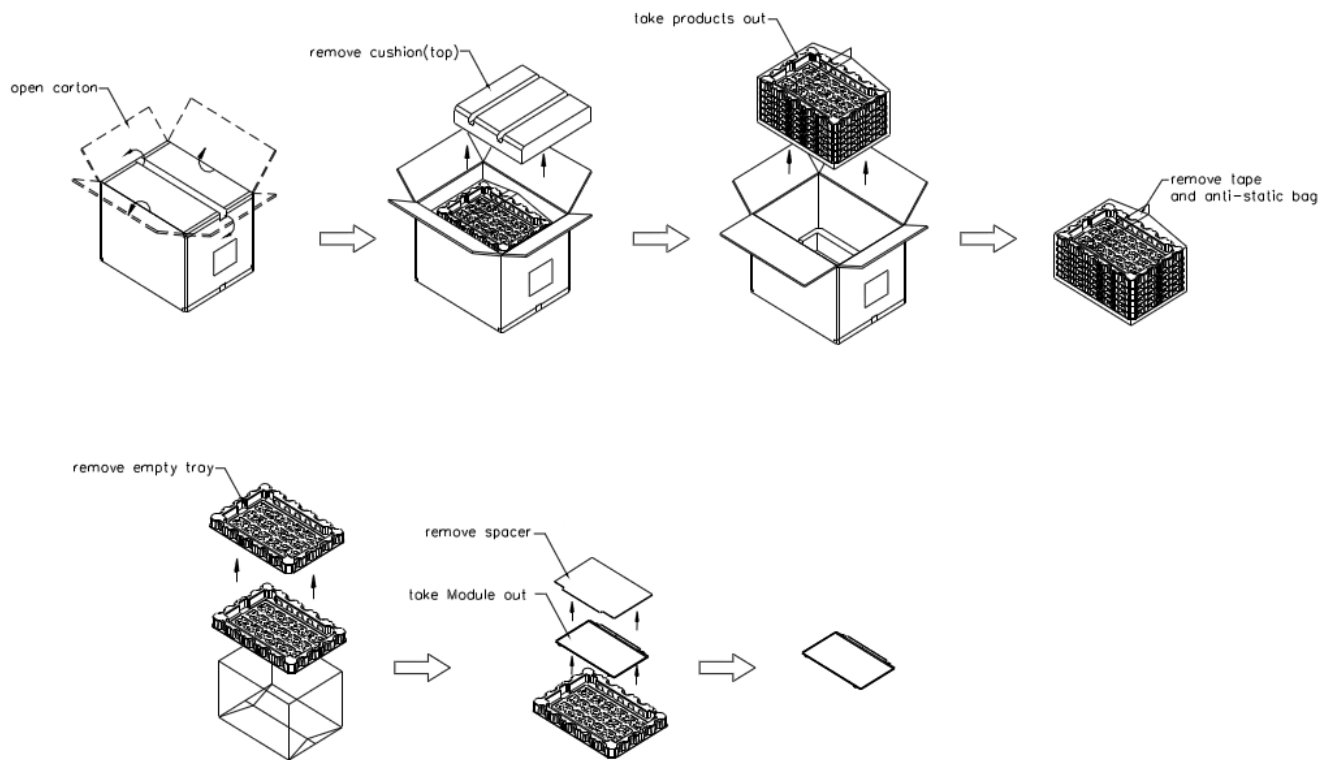 open carton
remove cushion(top)
take products out
remove tape
and anti-static bag
remove empty tray
remove spacer
take Module out